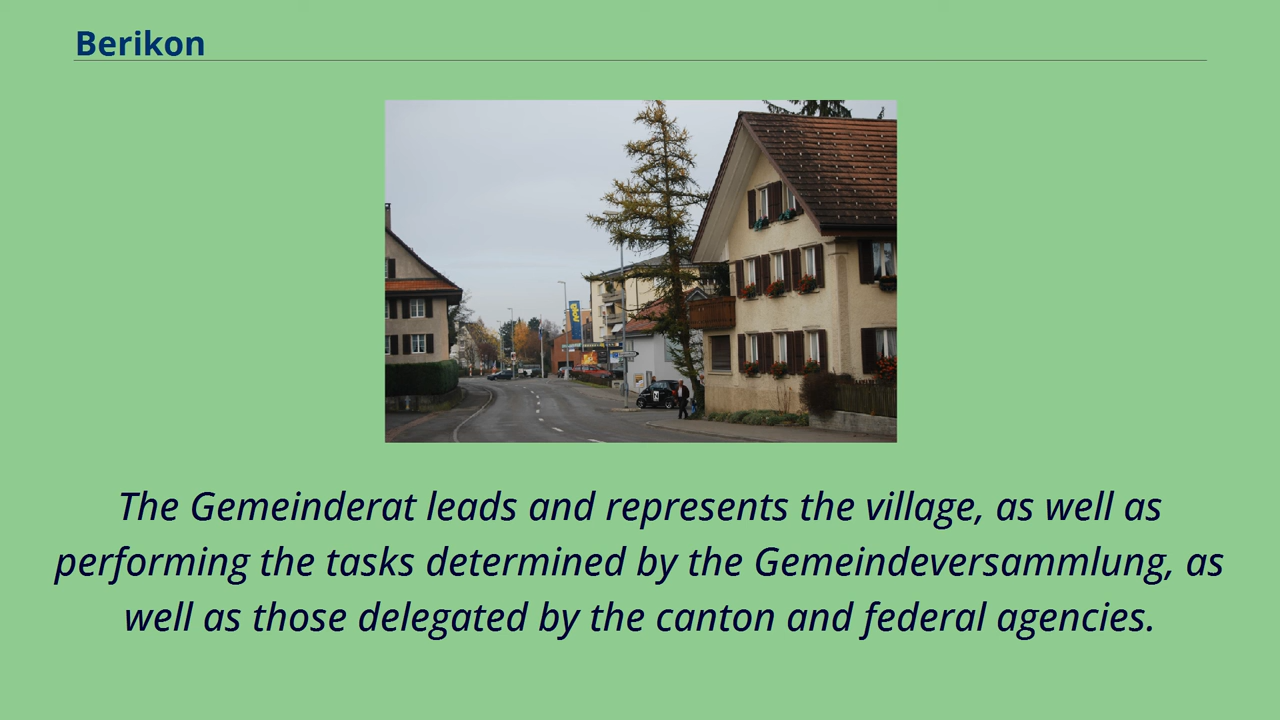 Berikon
The Gemeinderat leads and represents the village, as well as
performing the tasks determined by the Gemeindeversammlung, as
well as those delegated by the canton and federal agencies.